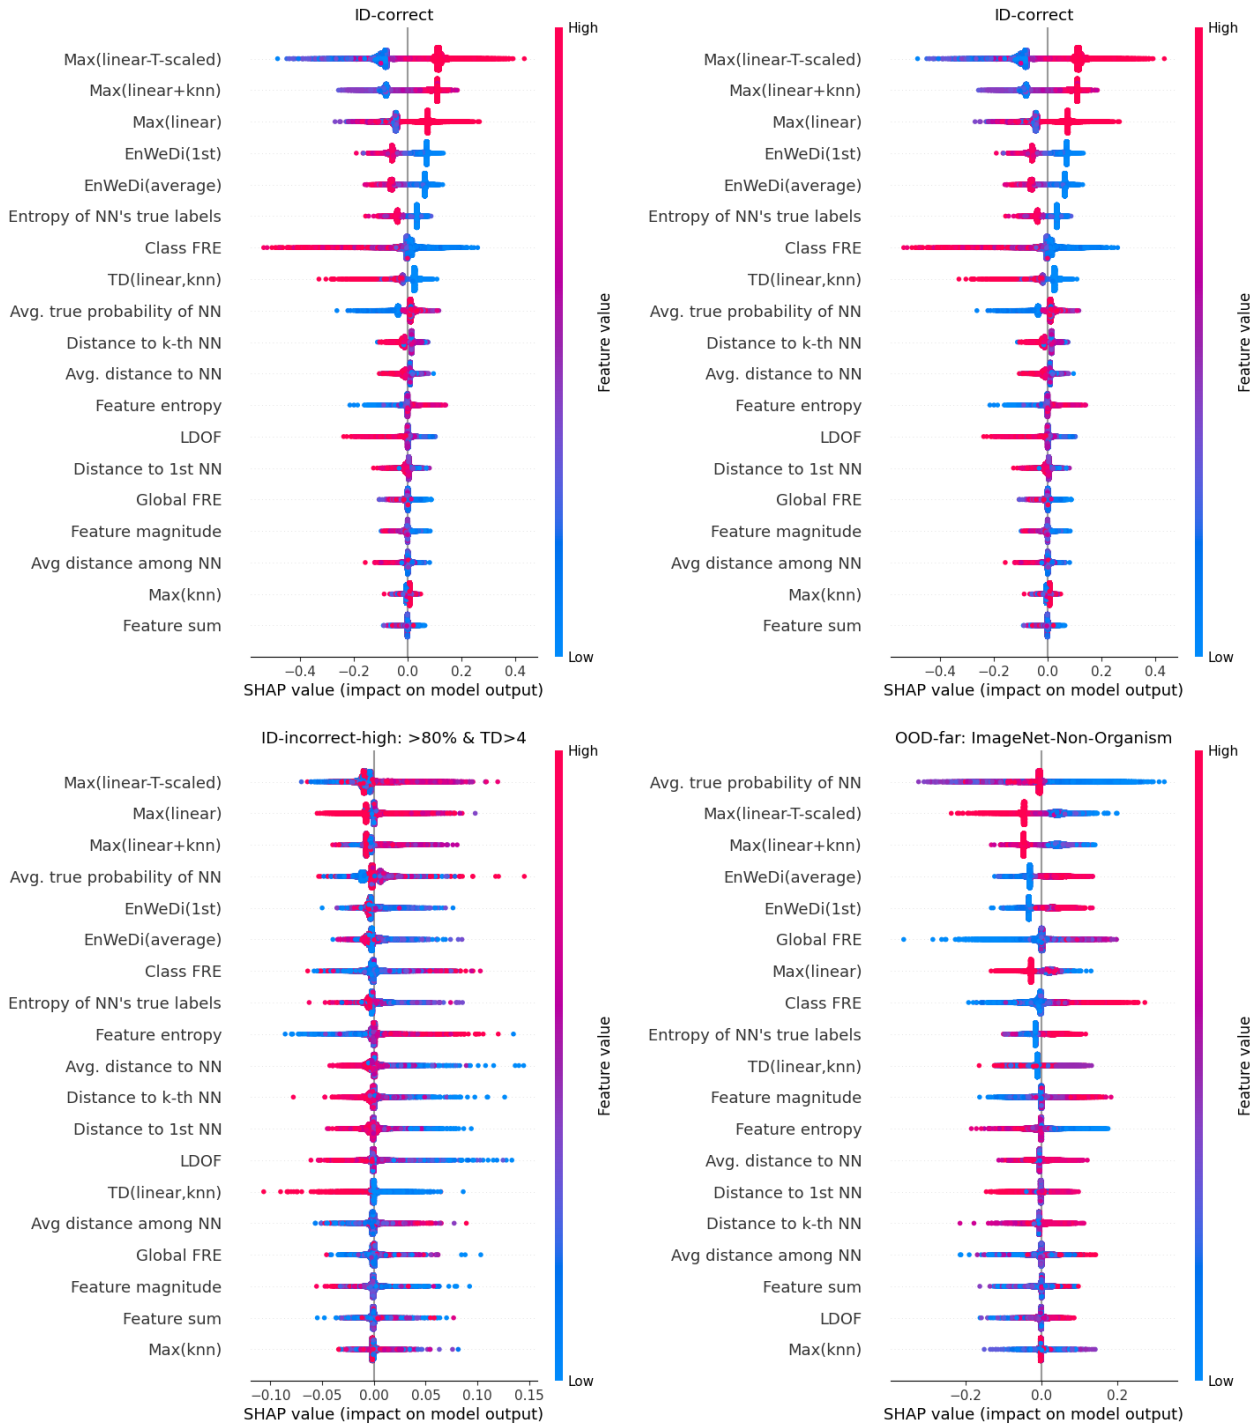 ID-correct
High
Max(linear-T-scaled)
Max(linear+knn)
Max(linear)
EnWeDi(1st)
EnWeDi(average)
Entropy of NN's true labels
Class FRE
TD(linear,knn)
Avg. true probability of NN
Distance to k-th NN
Avg. distance to NN
Feature entropy
LDOF
Distance to 1st NN
Global FRE
Feature magnitude
Avg distance among NN
Max(knn)
Feature sum
Feature value
Low
−0.4 −0.2 0.0 0.2 0.4
SHAP value (impact on model output)
ID-correct
High
Max(linear-T-scaled)
Max(linear+knn)
Max(linear)
EnWeDi(1st)
EnWeDi(average)
Entropy of NN's true labels
Class FRE
TD(linear,knn)
Avg. true probability of NN
Distance to k-th NN
Avg. distance to NN
Feature entropy
LDOF
Distance to 1st NN
Global FRE
Feature magnitude
Avg distance among NN
Max(knn)
Feature sum
Feature value
Low
−0.4 −0.2 0.0 0.2 0.4
SHAP value (impact on model output)
ID-incorrect-high: >80% & TD>4
High
Max(linear-T-scaled)
Max(linear)
Max(linear+knn)
Avg. true probability of NN
EnWeDi(1st)
EnWeDi(average)
Class FRE
Entropy of NN's true labels
Feature entropy
Avg. distance to NN
Distance to k-th NN
Distance to 1st NN
LDOF
TD(linear,knn)
Avg distance among NN
Global FRE
Feature magnitude
Feature sum
Max(knn)
Feature value
Low
−0.10 −0.05 0.00 0.05 0.10 0.15
SHAP value (impact on model output)
OOD-far: ImageNet-Non-Organism
High
Avg. true probability of NN
Max(linear-T-scaled)
Max(linear+knn)
EnWeDi(average)
EnWeDi(1st)
Global FRE
Max(linear)
Class FRE
Entropy of NN's true labels
TD(linear,knn)
Feature magnitude
Feature entropy
Avg. distance to NN
Distance to 1st NN
Distance to k-th NN
Avg distance among NN
Feature sum
LDOF
Max(knn)
Feature value
Low
−0.2 0.0 0.2
SHAP value (impact on model output)